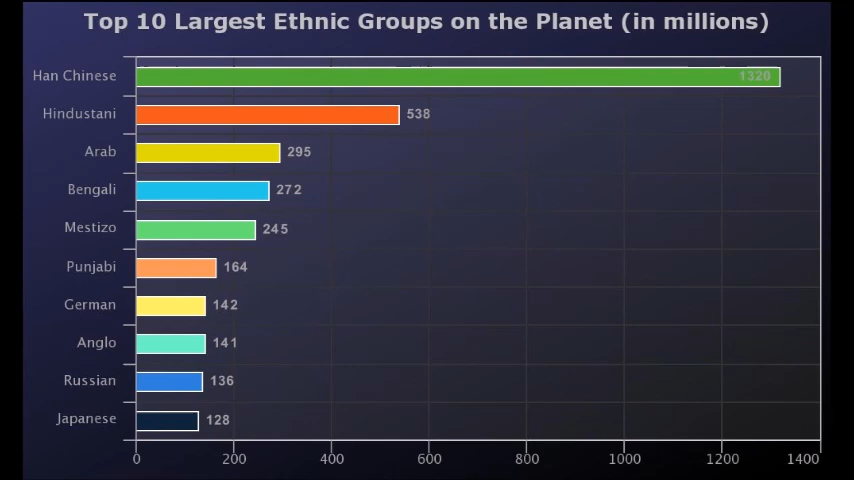 Top 10 Largest Ethnic Groups on the Planet (in millions)
Han Chinese 1320
Hindustani 538
Arab 295
Bengali 272
Mestizo 245
Punjabi 164
German 142
Anglo 141
Russian 136
Japanese 128
0 200 400 600 800 1000 1200 1400